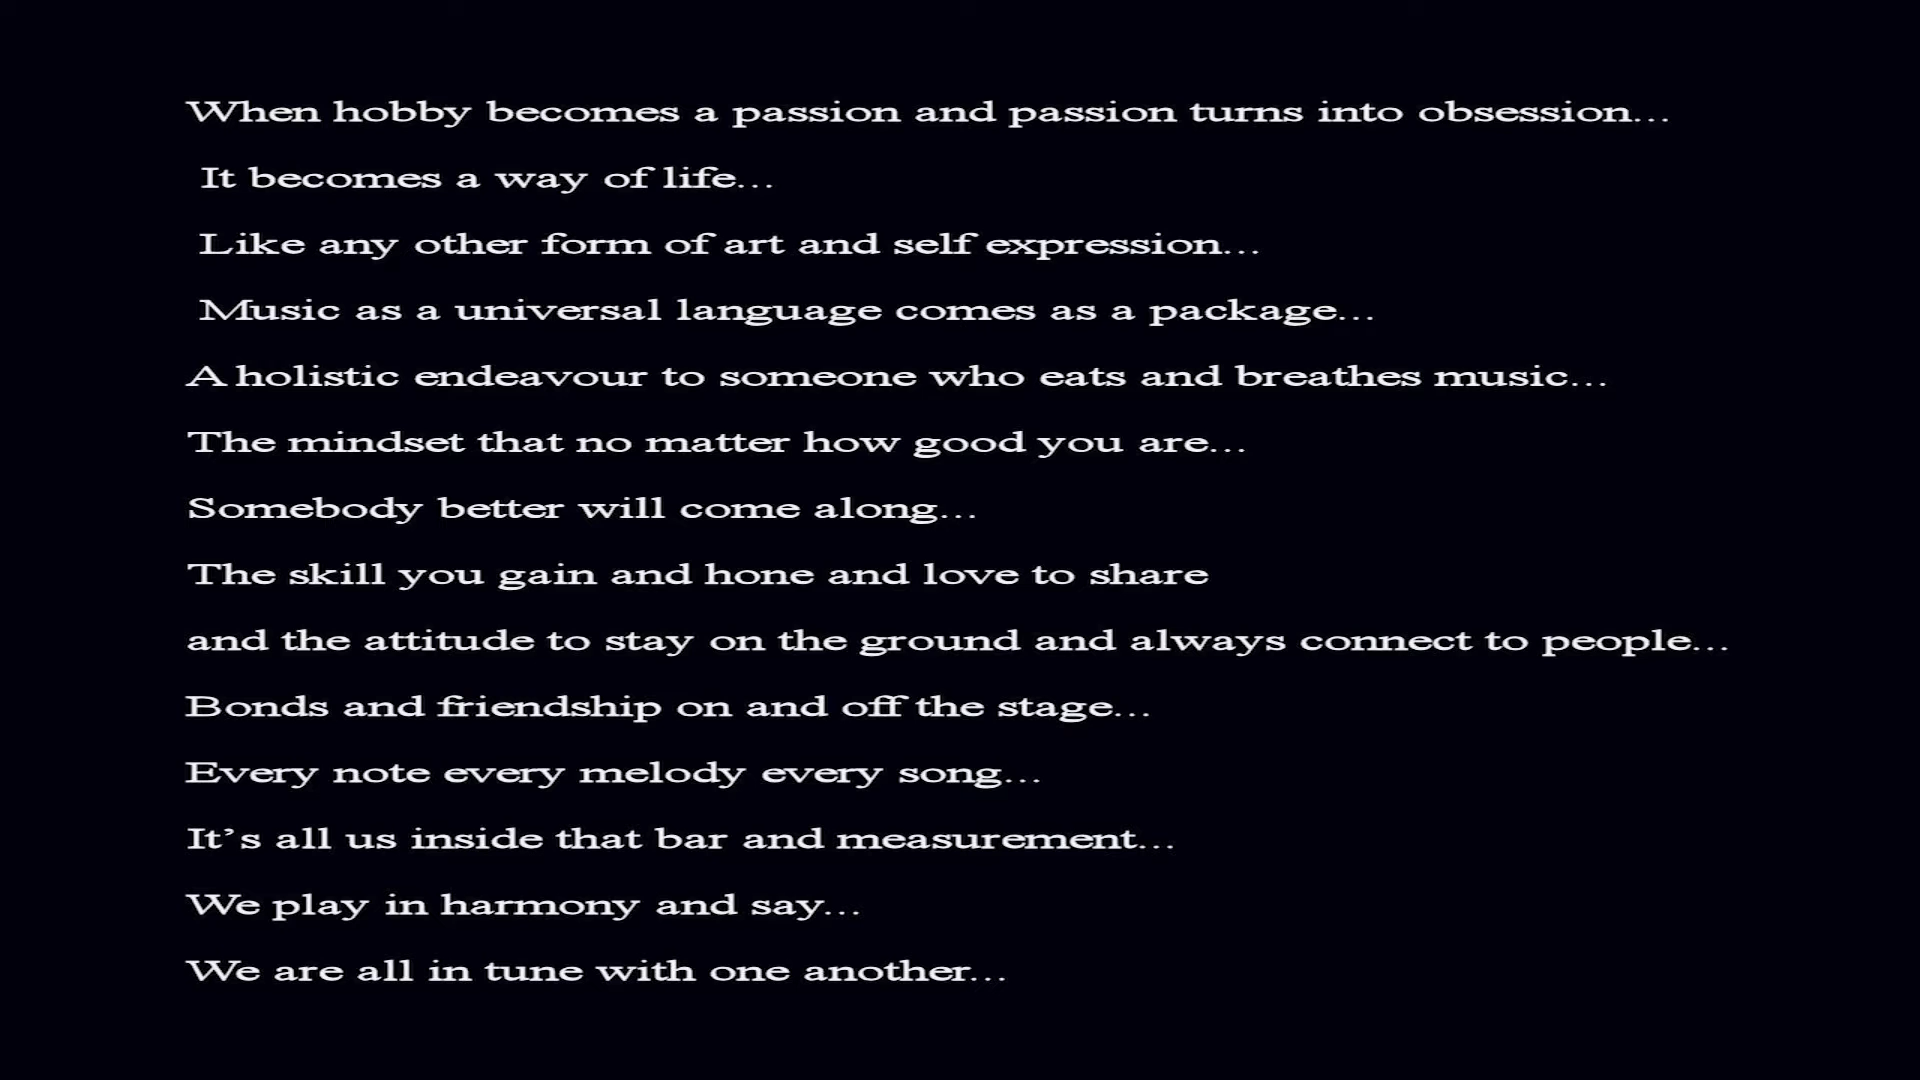 When hobby becomes a passion and passion turns into obsession...
It becomes a way of life...
Like any other form of art and self expression...
Music as a universal language comes as a package...
A holistic endeavour to someone who eats and breathes music...
The mindset that no matter how good you are...
Somebody better will come along...
The skill you gain and hone and love to share
and the attitude to stay on the ground and always connect to people...
Bonds and friendship on and off the stage...
Every note every melody every song...
It’s all us inside that bar and measurement...
We play in harmony and say...
We are all in tune with one another...